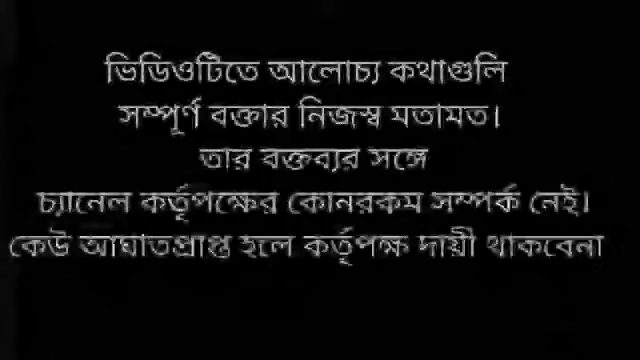 ভিডিওটিতে আলোচ্য কথাগুলি
সম্পূর্ণ বক্তার নিজস্ব মতামত।
তার বক্তব্যর সঙ্গে
চ্যানেল কর্তৃপক্ষের কোনরকম সম্পর্ক নেই।
কেউ আঘাতপ্রাপ্ত হলে কর্তৃপক্ষ দায়ী থাকবেনা